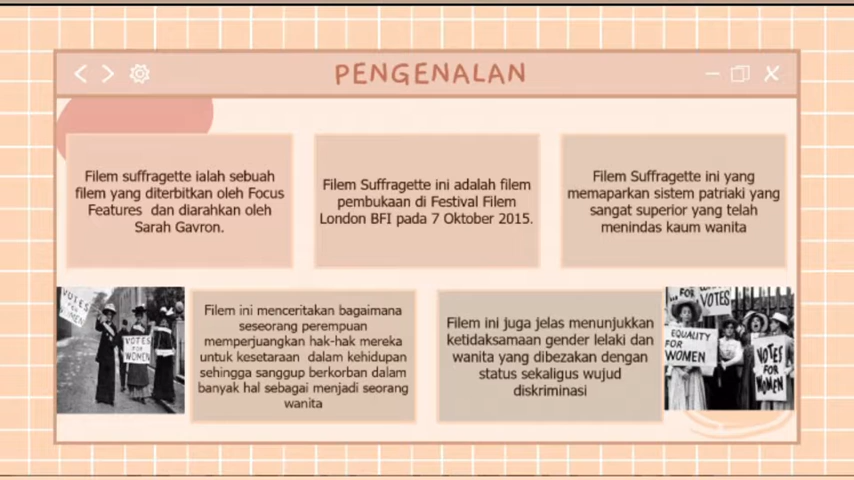 PENGENALAN
Filem suffragette ialah sebuah
filem yang diterbitkan oleh Focus
Features dan diarahkan oleh
Sarah Gavron.
Filem Suffragette ini adalah filem
pembukaan di Festival Filem
London BFI pada 7 Oktober 2015.
Filem Suffragette ini yang
memaparkan sistem patriaki yang
sangat superior yang telah
menindas kaum wanita
VOTES
FOR
WOMEN
VOTES
FOR
WOMEN
Filem ini menceritakan bagaimana
seseorang perempuan
memperjuangkan hak-hak mereka
untuk kesetaraan dalam kehidupan
sehingga sanggup berkorban dalam
banyak hal sebagai menjadi seorang
wanita
Filem ini juga jelas menunjukkan
ketidaksamaan gender lelaki dan
wanita yang dibezakan dengan
status sekaligus wujud
diskriminasi
FOR
VOTES
EQUALITY
FOR
WOMEN
VOTES
FOR
WOMEN